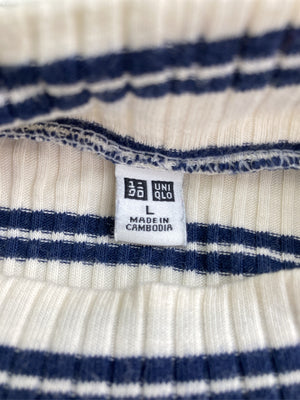 ユニ UNI
クロ QLO
L
MADE IN
CAMBODIA